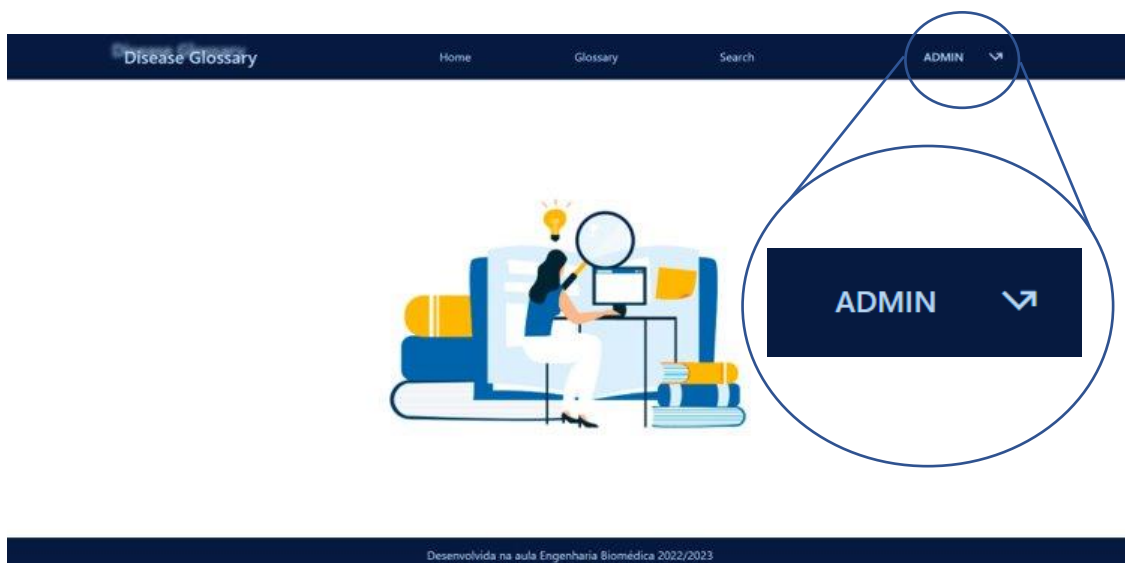 Disease Glossary Home Glossary Search ADMIN
ADMIN
Desenvolvida na aula Engenharia Biomédica 2022/2023